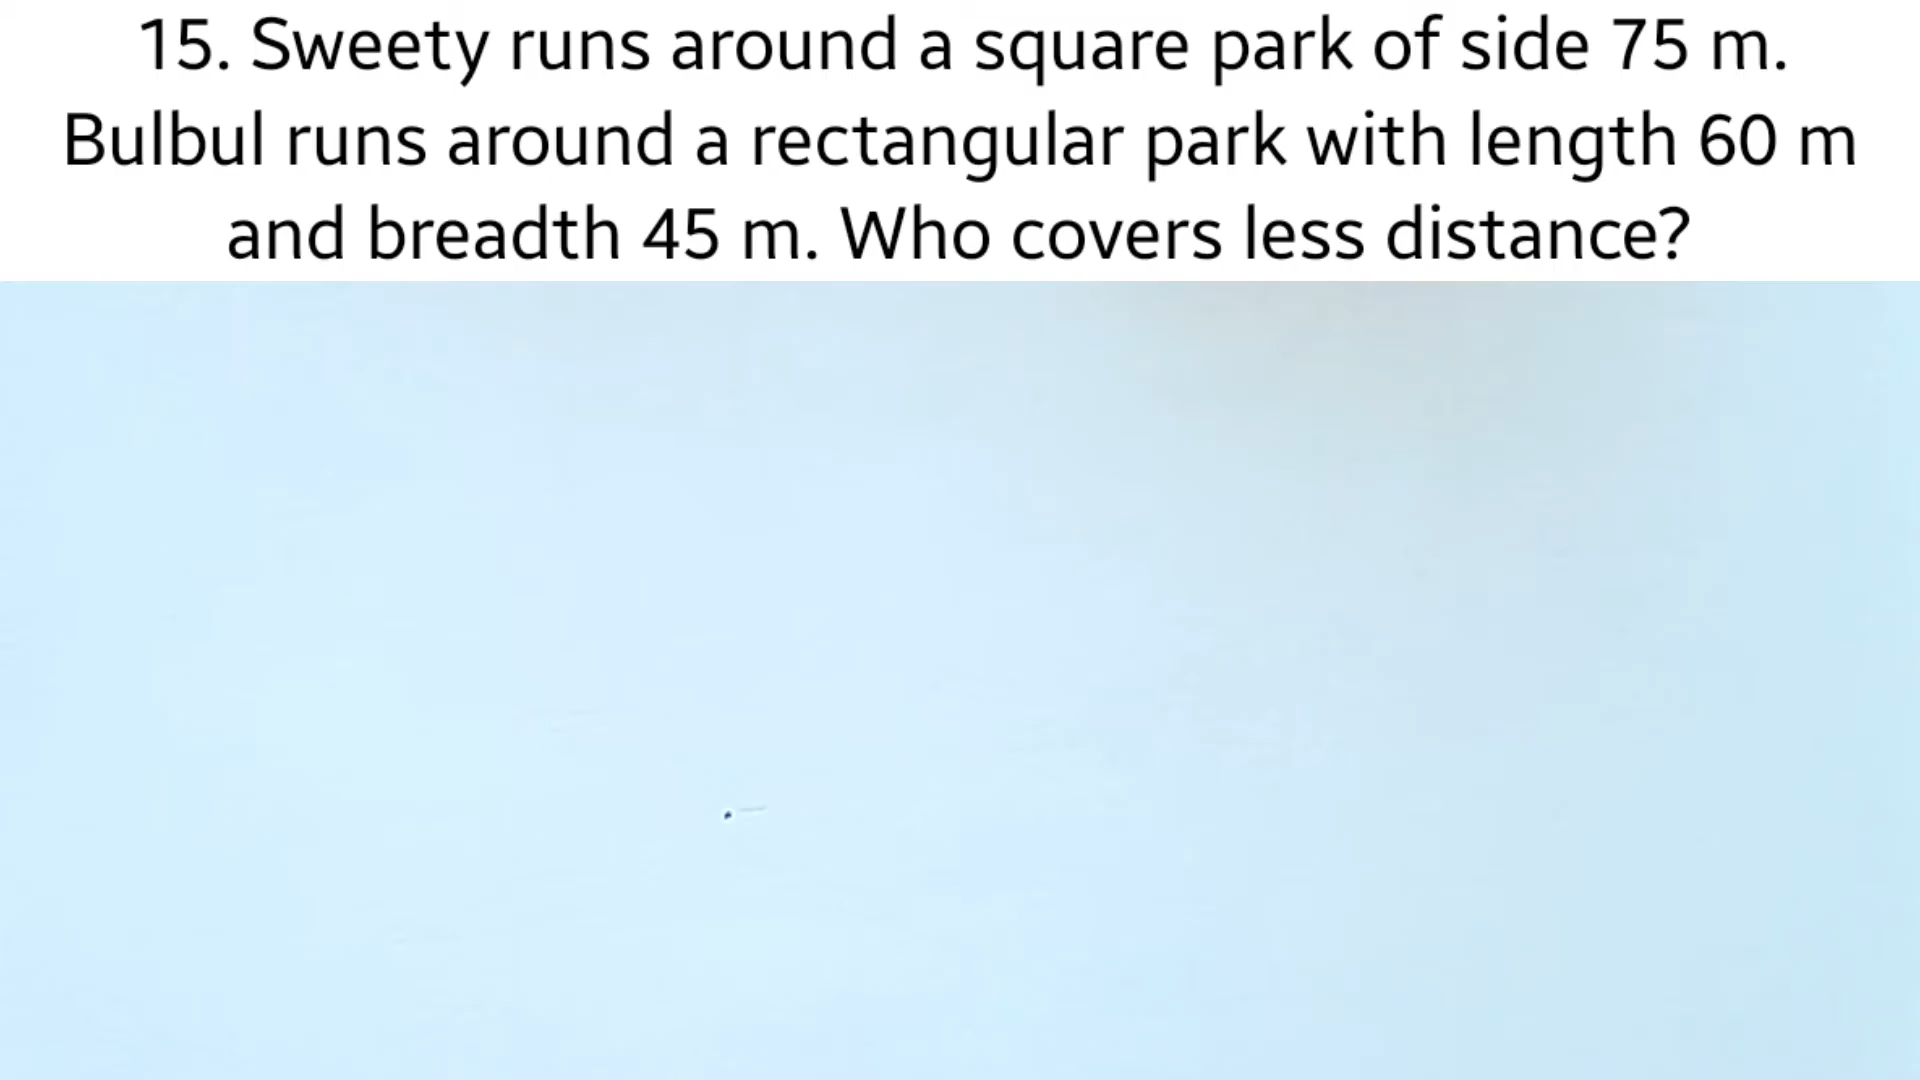 15. Sweety runs around a square park of side 75 m.
Bulbul runs around a rectangular park with length 60 m
and breadth 45 m. Who covers less distance?